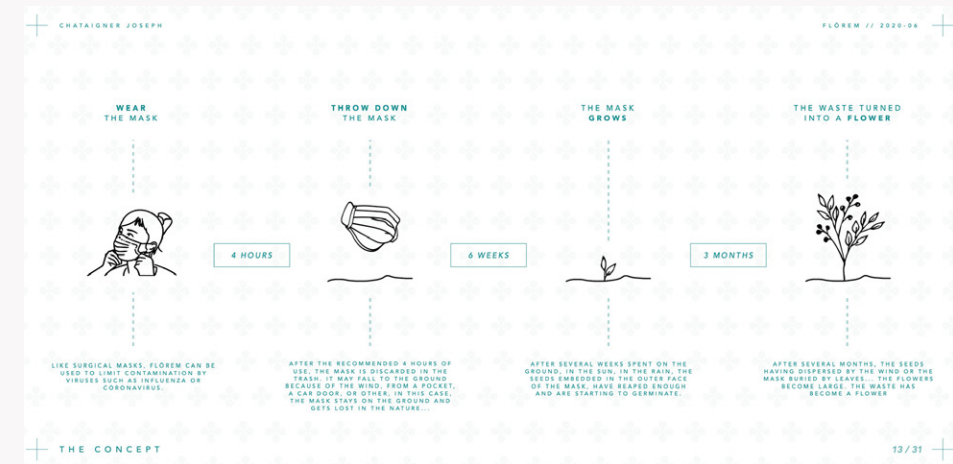 CHATAIGNER JOSEPH
FLŌREM // 2020-06
WEAR
THE MASK
THROW DOWN
THE MASK
THE MASK
GROWS
THE WASTE TURNED
INTO A FLOWER
4 HOURS
6 WEEKS
3 MONTHS
LIKE SURGICAL MASKS, FLŌREM CAN BE
USED TO LIMIT CONTAMINATION BY
VIRUSES SUCH AS INFLUENZA OR
CORONAVIRUS.
AFTER THE RECOMMENDED 4 HOURS OF
USE, THE MASK IS DISCARDED IN THE
TRASH. IT MAY FALL TO THE GROUND
BECAUSE OF THE WIND, FROM A POCKET,
A CAR DOOR, OR OTHER, IN THIS CASE,
THE MASK STAYS ON THE GROUND AND
GETS LOST IN THE NATURE...
AFTER SEVERAL WEEKS SPENT ON THE
GROUND, IN THE SUN, IN THE RAIN, THE
SEEDS EMBEDDED IN THE OUTER FACE
OF THE MASK, HAVE REAPED ENOUGH
AND ARE STARTING TO GERMINATE.
AFTER SEVERAL MONTHS, THE SEEDS
HAVING DISPERSED BY THE WIND OR THE
MASK BURIED BY LEAVES... THE FLOWERS
BECOME LARGE. THE WASTE HAS
BECOME A FLOWER
THE CONCEPT
13 / 31